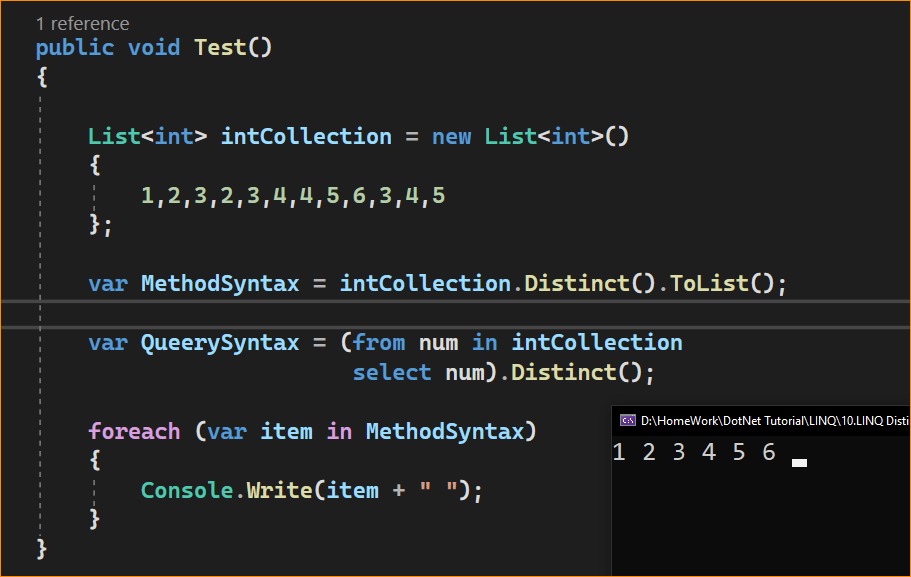 1 reference
public void Test()
{
List<int> intCollection = new List<int>()
{
1,2,3,2,3,4,4,5,6,3,4,5
};
var MethodSyntax = intCollection.Distinct().ToList();
var QueerySyntax = (from num in intCollection
select num).Distinct();
foreach (var item in MethodSyntax)
{
Console.Write(item + " ");
}
}
D:\HomeWork\DotNet Tutorial\LINQ\10.LINQ Disti
1 2 3 4 5 6